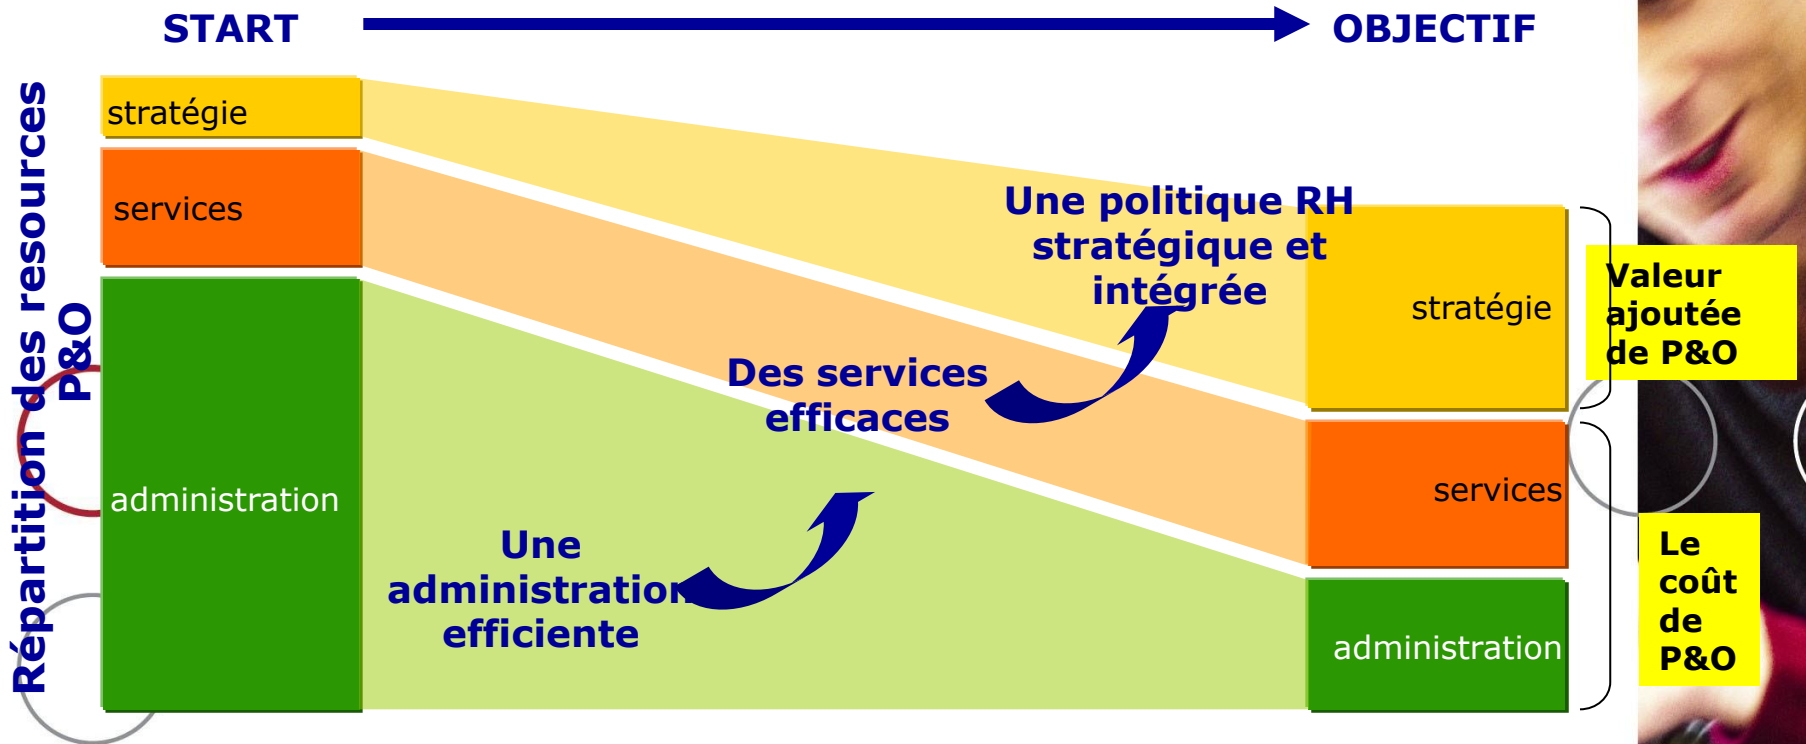 START
OBJECTIF
Répartition des resources
P&O
stratégie
services
administration
Une politique RH
stratégique et
intégrée
Des services
efficaces
Une
administration
efficiente
stratégie
services
administration
Valeur
ajoutée
de P&O
Le
coût
de
P&O